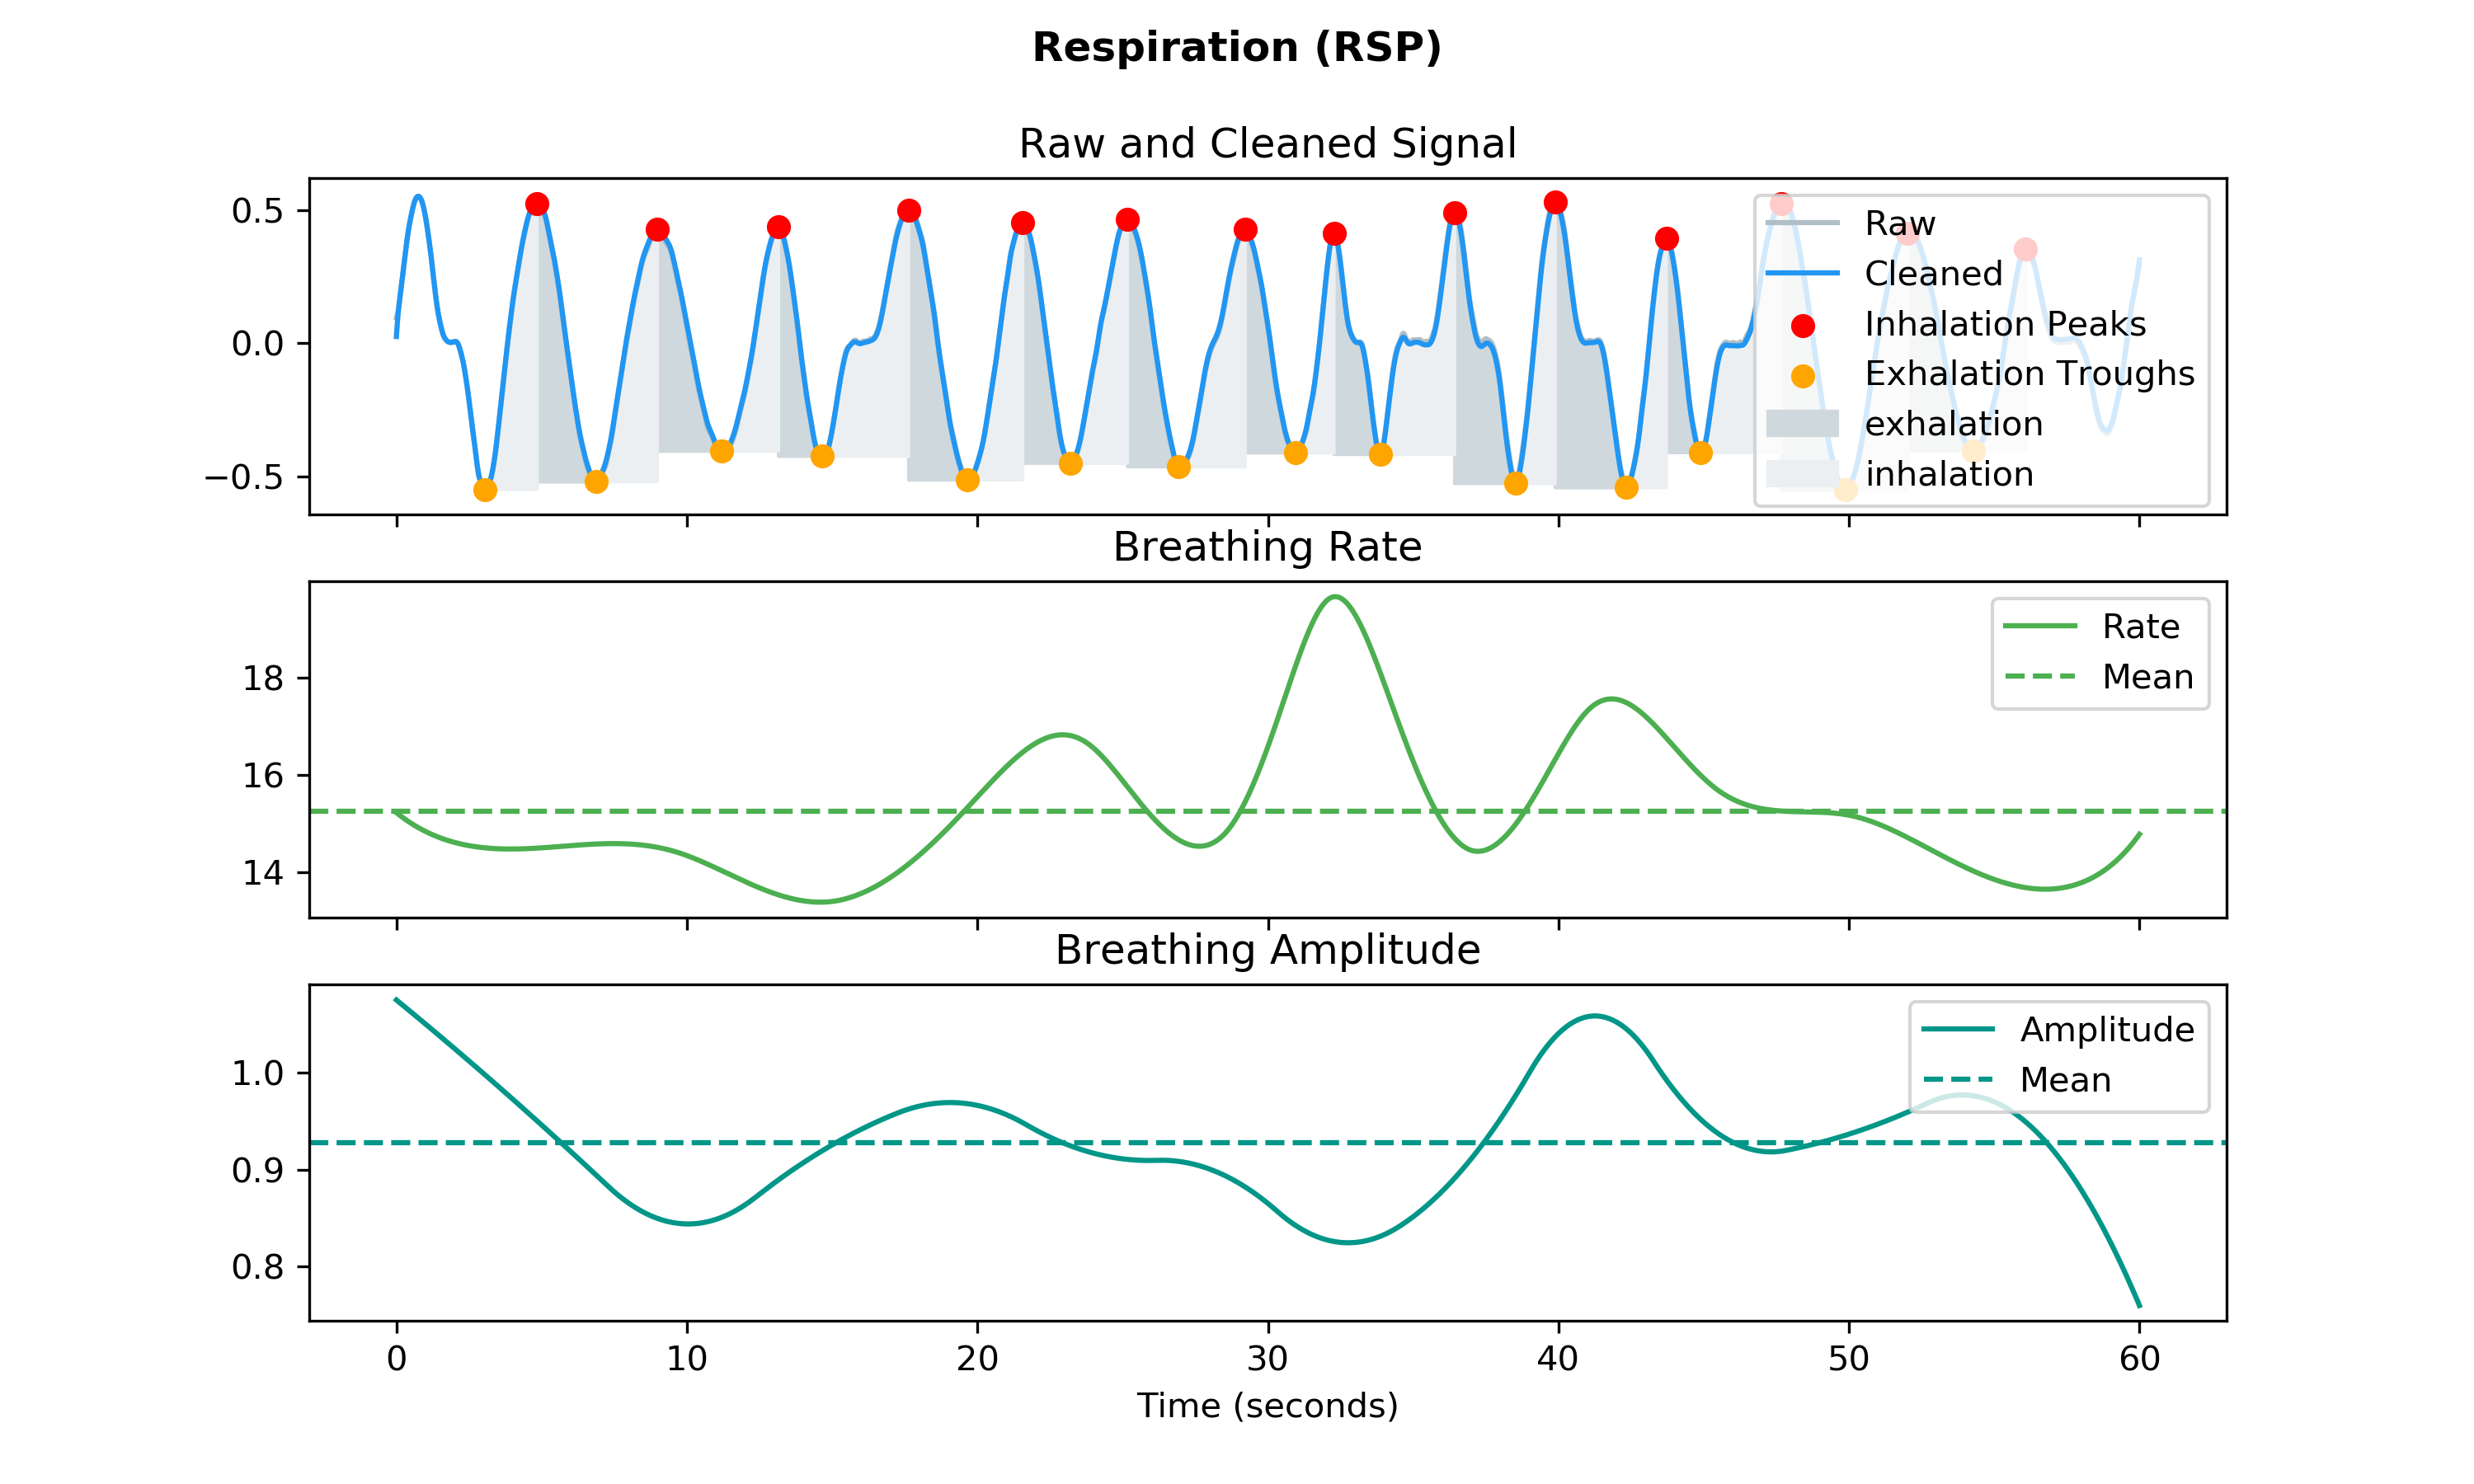 Respiration (RSP)
Raw and Cleaned Signal
0.5
0.0
−0.5
Raw
Cleaned
Inhalation Peaks
Exhalation Troughs
exhalation
inhalation
Breathing Rate
18
16
14
Rate
Mean
Breathing Amplitude
1.0
0.9
0.8
Amplitude
Mean
0 10 20 30 40 50 60
Time (seconds)